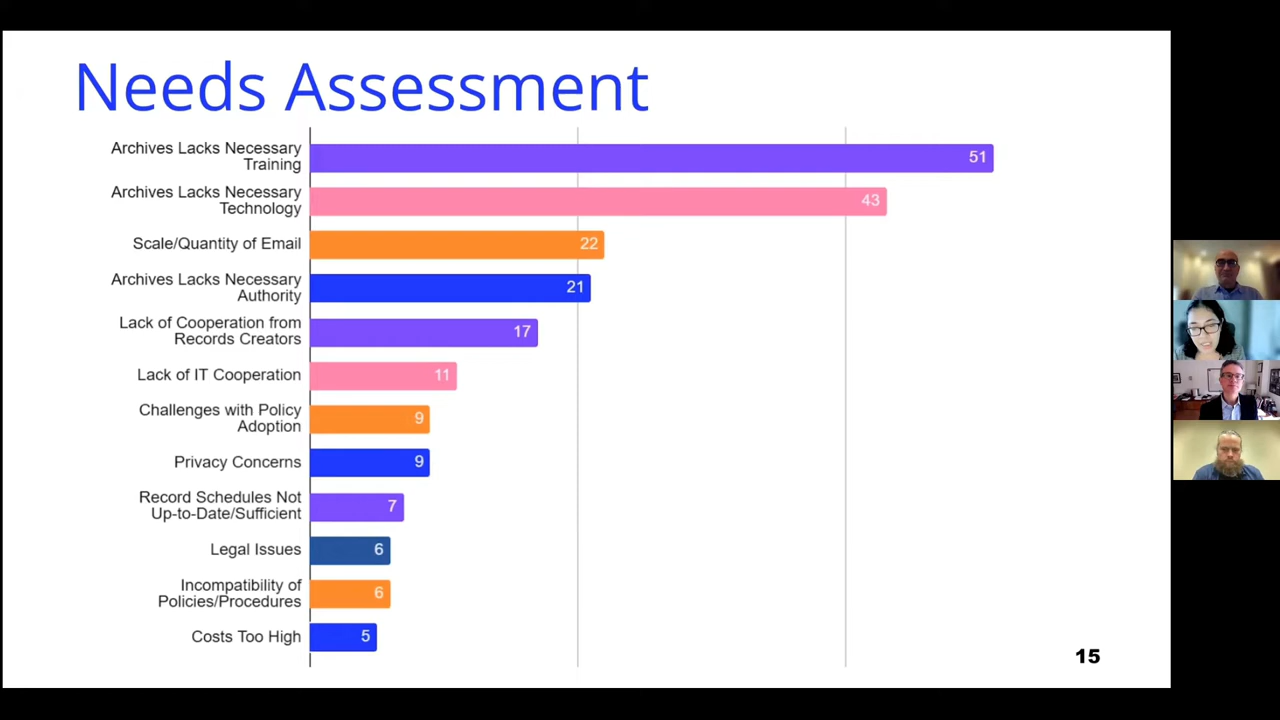 Needs Assessment
Archives Lacks Necessary
Training
51
Archives Lacks Necessary
Technology
43
Scale/Quantity of Email
22
Archives Lacks Necessary
Authority
21
Lack of Cooperation from
Records Creators
17
Lack of IT Cooperation
11
Challenges with Policy
Adoption
9
Privacy Concerns
9
Record Schedules Not
Up-to-Date/Sufficient
7
Legal Issues
6
Incompatibility of
Policies/Procedures
6
Costs Too High
5
15